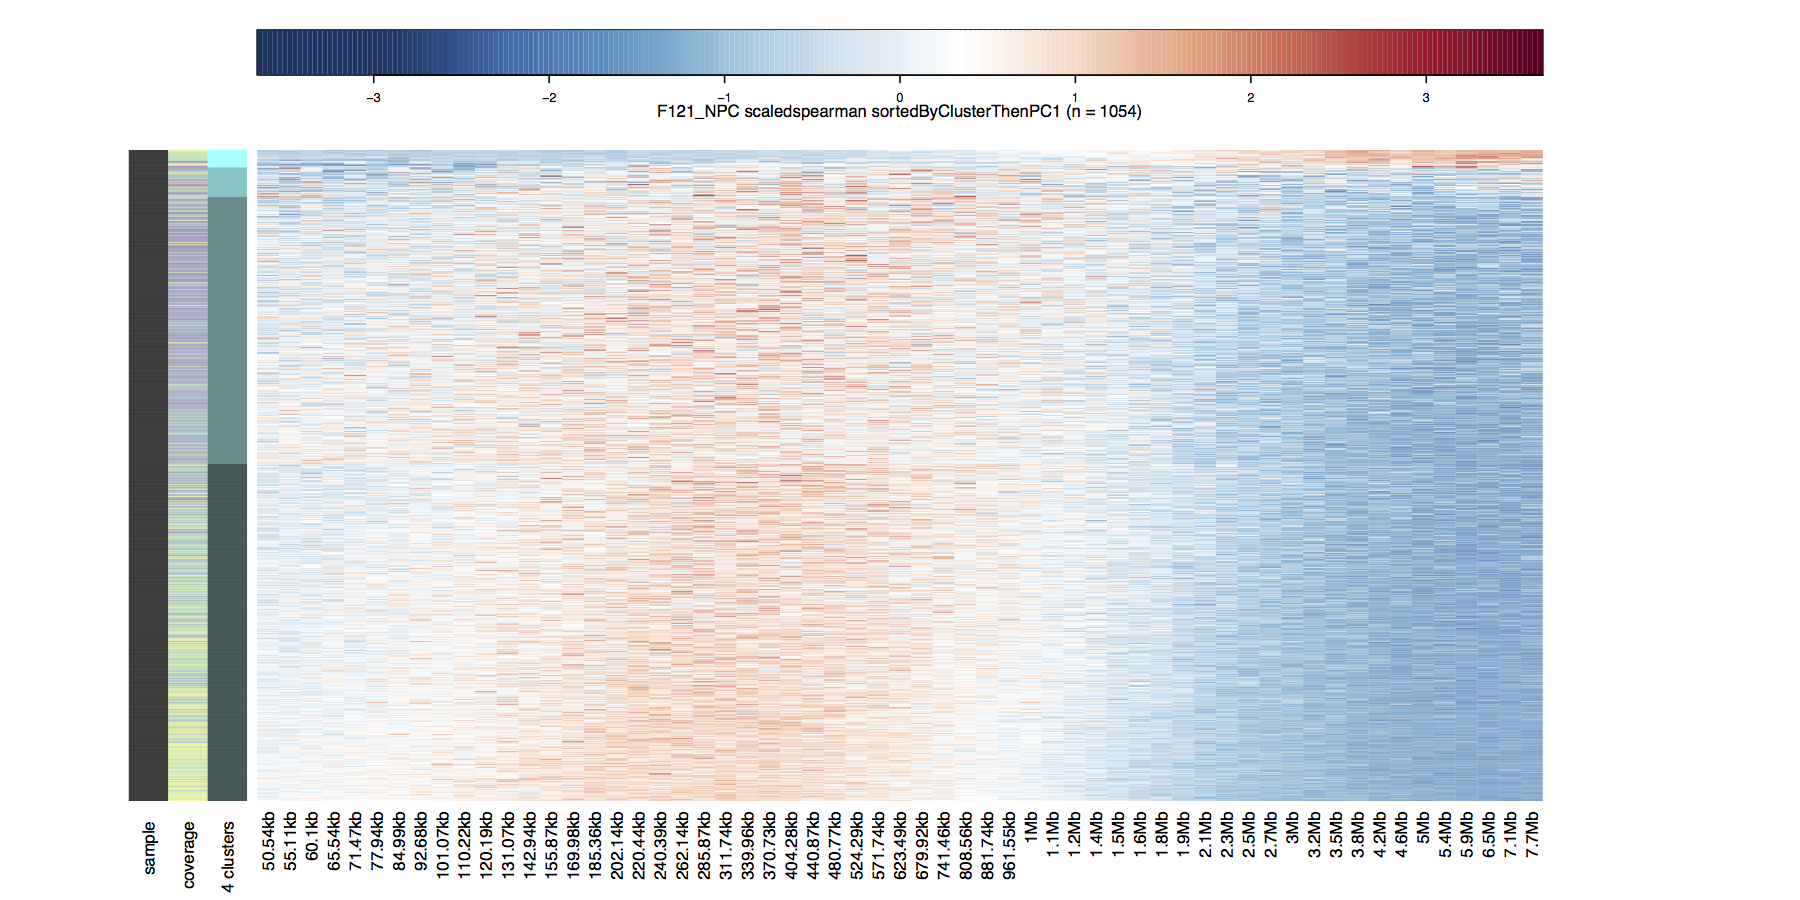 −3 −2 −1 0 1 2 3
F121_NPC scaledspearman sortedByClusterThenPC1 (n = 1054)
sample
coverage
4 clusters
50.54kb
55.11kb
60.1kb
65.54kb
71.47kb
77.94kb
84.99kb
92.68kb
101.07kb
110.22kb
120.19kb
131.07kb
142.94kb
155.87kb
169.98kb
185.36kb
202.14kb
220.44kb
240.39kb
262.14kb
285.87kb
311.74kb
339.96kb
370.73kb
404.28kb
440.87kb
480.77kb
524.29kb
571.74kb
623.49kb
679.92kb
741.46kb
808.56kb
881.74kb
961.55kb
1Mb
1.1Mb
1.2Mb
1.4Mb
1.5Mb
1.6Mb
1.8Mb
1.9Mb
2.1Mb
2.3Mb
2.5Mb
2.7Mb
3Mb
3.2Mb
3.5Mb
3.8Mb
4.2Mb
4.6Mb
5Mb
5.4Mb
5.9Mb
6.5Mb
7.1Mb
7.7Mb